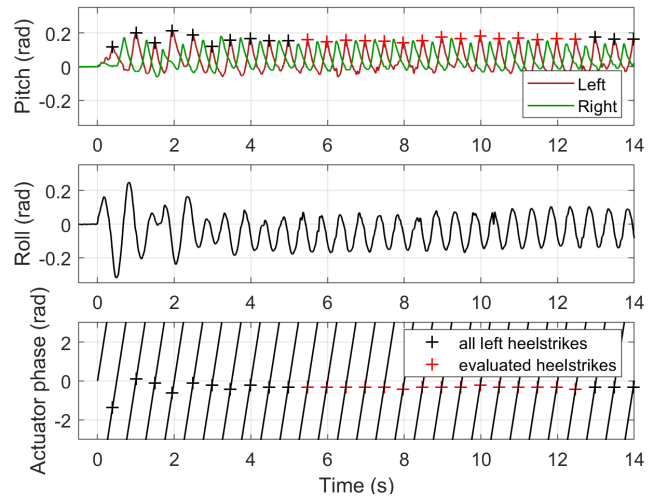 Pitch (rad)
0.2
0
-0.2
0 2 4 6 8 10 12 14
Left
Right
Roll (rad)
0.2
0
-0.2
0 2 4 6 8 10 12 14
Actuator phase (rad)
2
0
-2
all left heelstrikes
evaluated heelstrikes
0 2 4 6 8 10 12 14
Time (s)